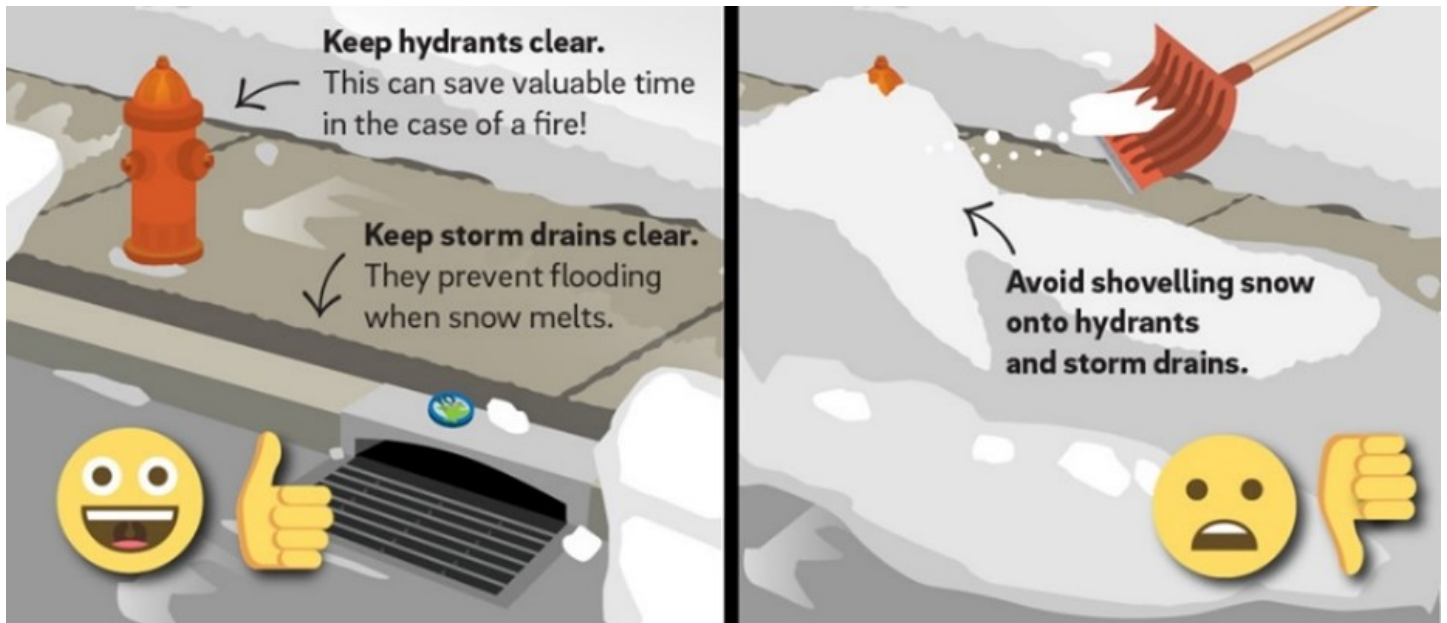 Keep hydrants clear.
This can save valuable time
in the case of a fire!
Keep storm drains clear.
They prevent flooding
when snow melts.
Avoid shovelling snow
onto hydrants
and storm drains.